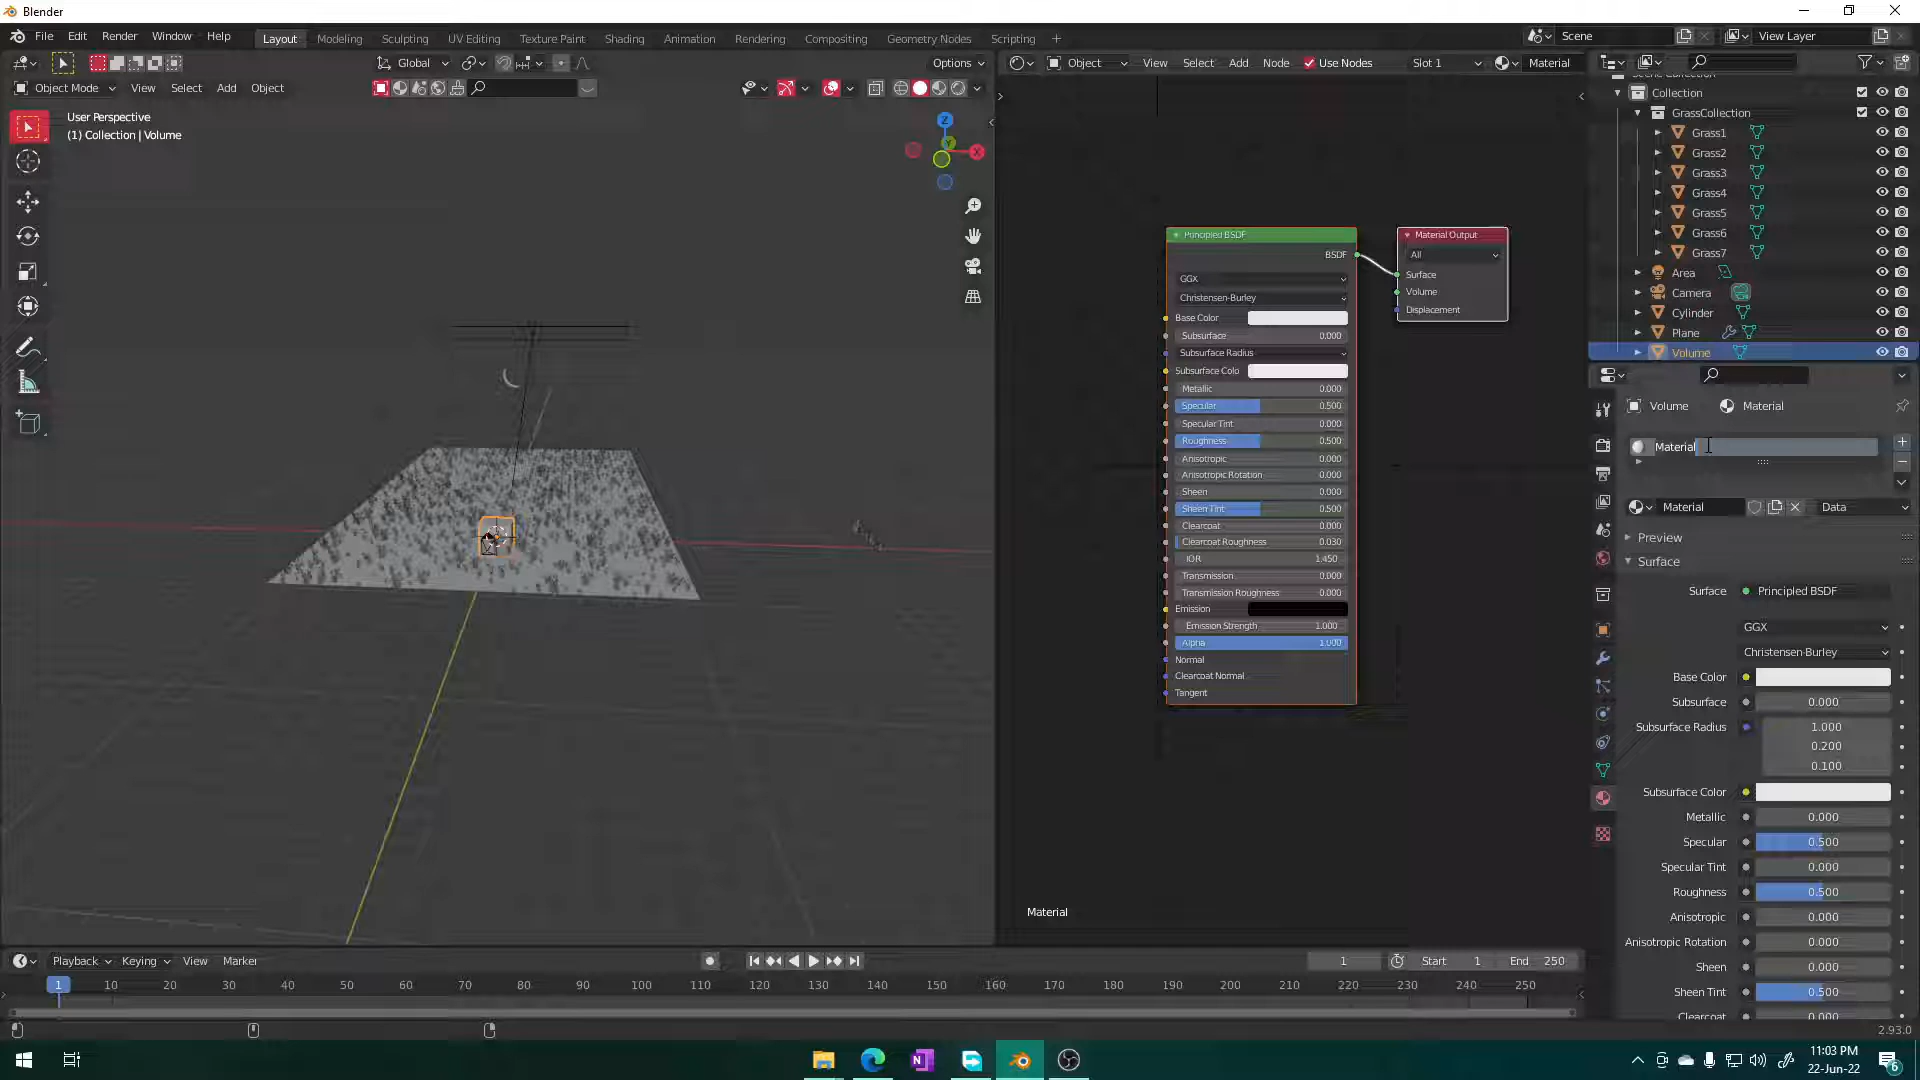 Blender
File Edit Render Window Help
Layout Modeling Sculpting UV Editing Texture Paint Shading Animation Rendering Compositing Geometry Nodes Scripting +
Scene View Layer
Global Options
Object Mode View Select Add Object
User Perspective
(1) Collection | Volume
Z
X
Object View Select Add Node Use Nodes Slot 1 Material
Principled BSDF
BSDF
GGX
Christensen-Burley
Base Color
Subsurface 0.000
Subsurface Radius
Subsurface Colo
Metallic 0.000
Specular 0.500
Specular Tint 0.000
Roughness 0.500
Anisotropic 0.000
Anisotropic Rotation 0.000
Sheen 0.000
Sheen Tint 0.500
Clearcoat 0.000
Clearcoat Roughness 0.030
IOR 1.450
Transmission 0.000
Transmission Roughness 0.000
Emission
Emission Strength 1.000
Alpha 1.000
Normal
Clearcoat Normal
Tangent
Material Output
All
Surface
Volume
Displacement
Material
Collection
GrassCollection
Grass1
Grass2
Grass3
Grass4
Grass5
Grass6
Grass7
Area
Camera
Cylinder
Plane
Volume
Volume Material
Material
Material Data
Preview
Surface
Surface Principled BSDF
GGX
Christensen-Burley
Base Color
Subsurface 0.000
Subsurface Radius 1.000
0.200
0.100
Subsurface Color
Metallic 0.000
Specular 0.500
Specular Tint 0.000
Roughness 0.500
Anisotropic 0.000
Anisotropic Rotation 0.000
Sheen 0.000
Sheen Tint 0.500
Playback Keying View Marker
1 Start 1 End 250
1 10 20 30 40 50 60 70 80 90 100 110 120 130 140 150 160 170 180 190 200 210 220 230 240 250
2.93.0
11:03 PM
22-Jun-22
6